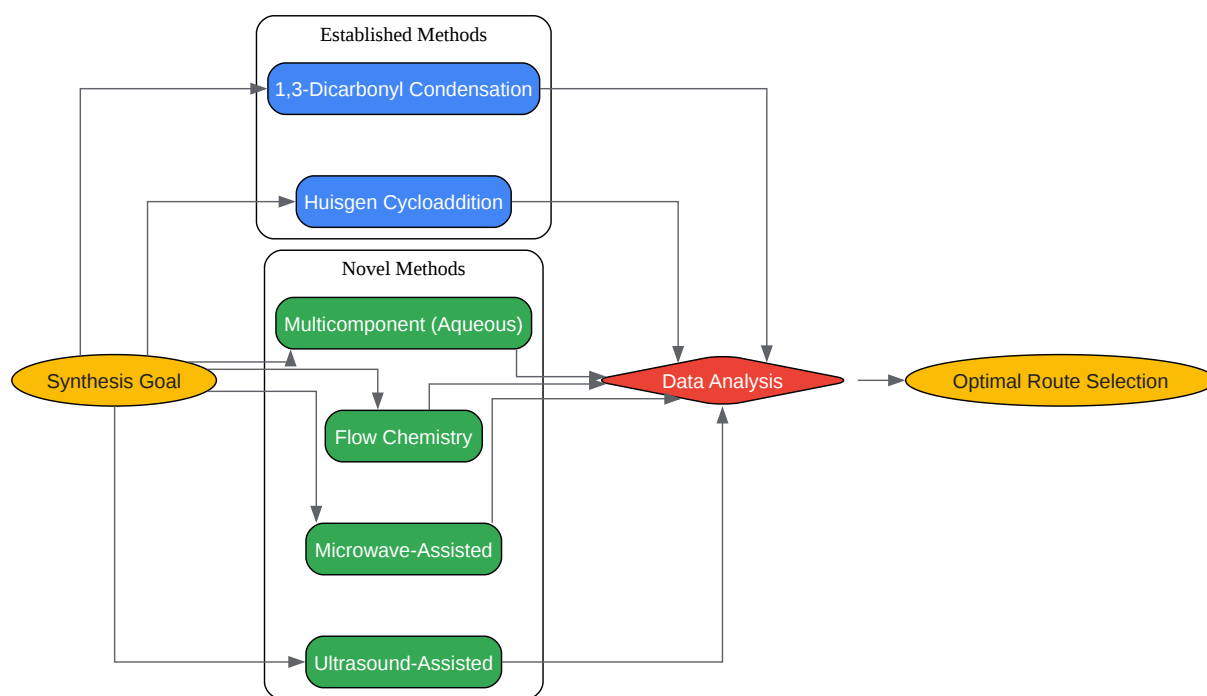 Established Methods
1,3-Dicarbonyl Condensation
Huisgen Cycloaddition
Novel Methods
Multicomponent (Aqueous)
Synthesis Goal
Data Analysis
Optimal Route Selection
Flow Chemistry
Microwave-Assisted
Ultrasound-Assisted